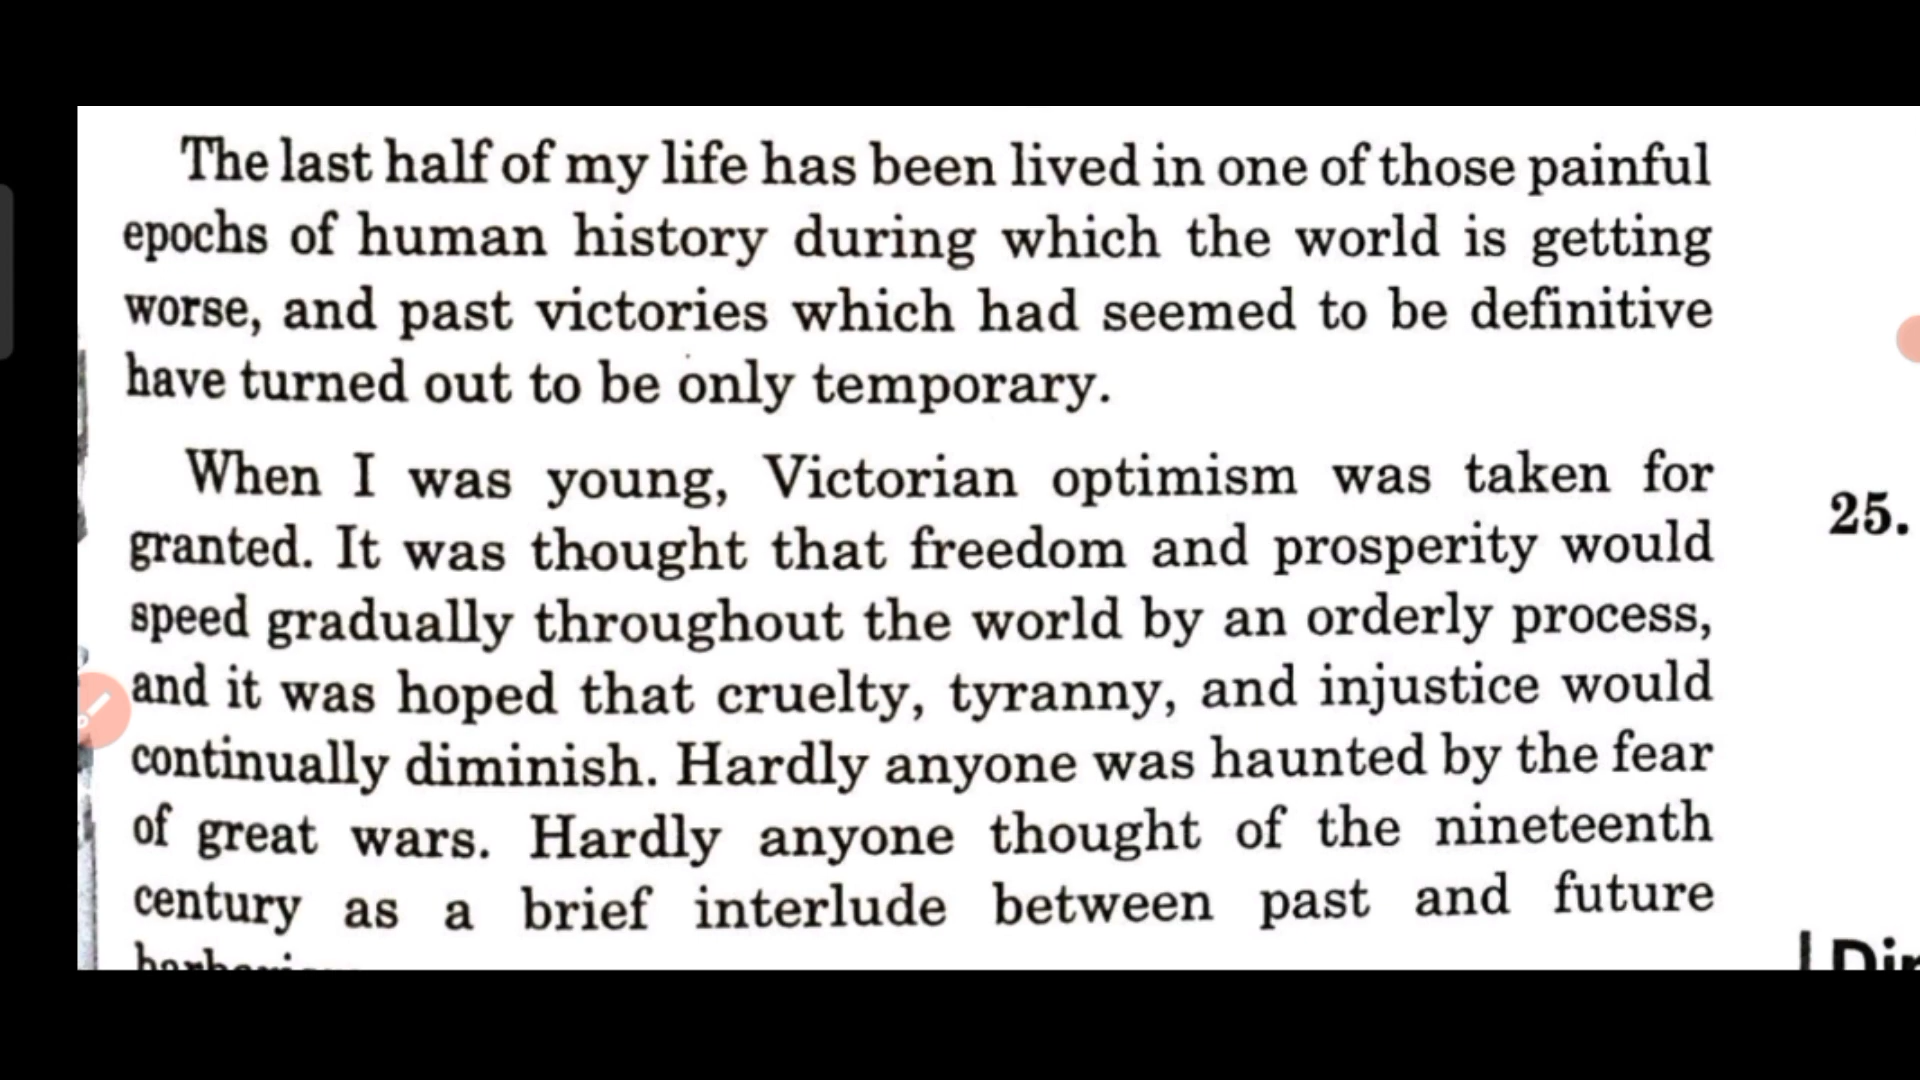 The last half of my life has been lived in one of those painful
epochs of human history during which the world is getting
worse, and past victories which had seemed to be definitive
have turned out to be only temporary.
When I was young, Victorian optimism was taken for
granted. It was thought that freedom and prosperity would
speed gradually throughout the world by an orderly process,
and it was hoped that cruelty, tyranny, and injustice would
continually diminish. Hardly anyone was haunted by the fear
of great wars. Hardly anyone thought of the nineteenth
century as a brief interlude between past and future
25.